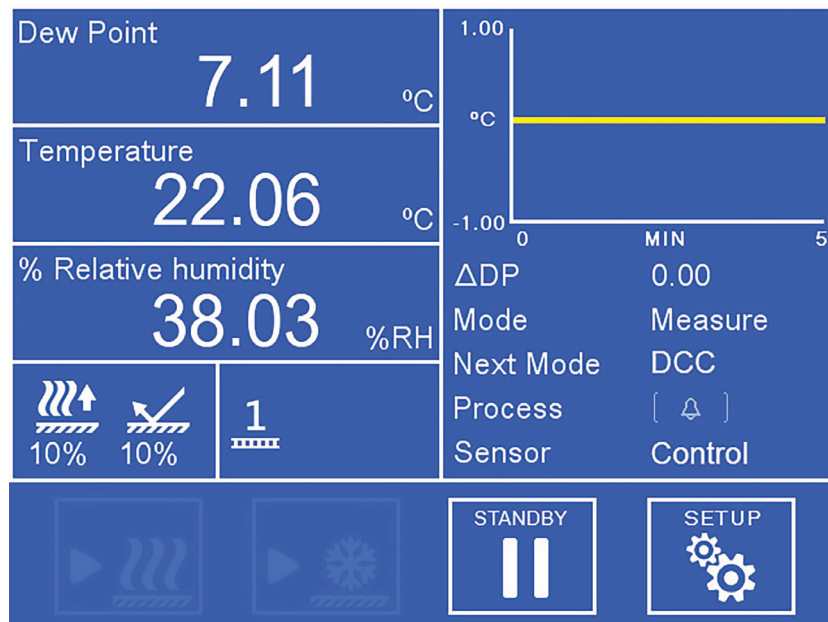 Dew Point
7.11 ºC
Temperature
22.06 ºC
% Relative humidity
38.03 %RH
10% 10%
1
1.00
ºC
-1.00
0 MIN 5
ΔDP 0.00
Mode Measure
Next Mode DCC
Process [ ]
Sensor Control
STANDBY
SETUP